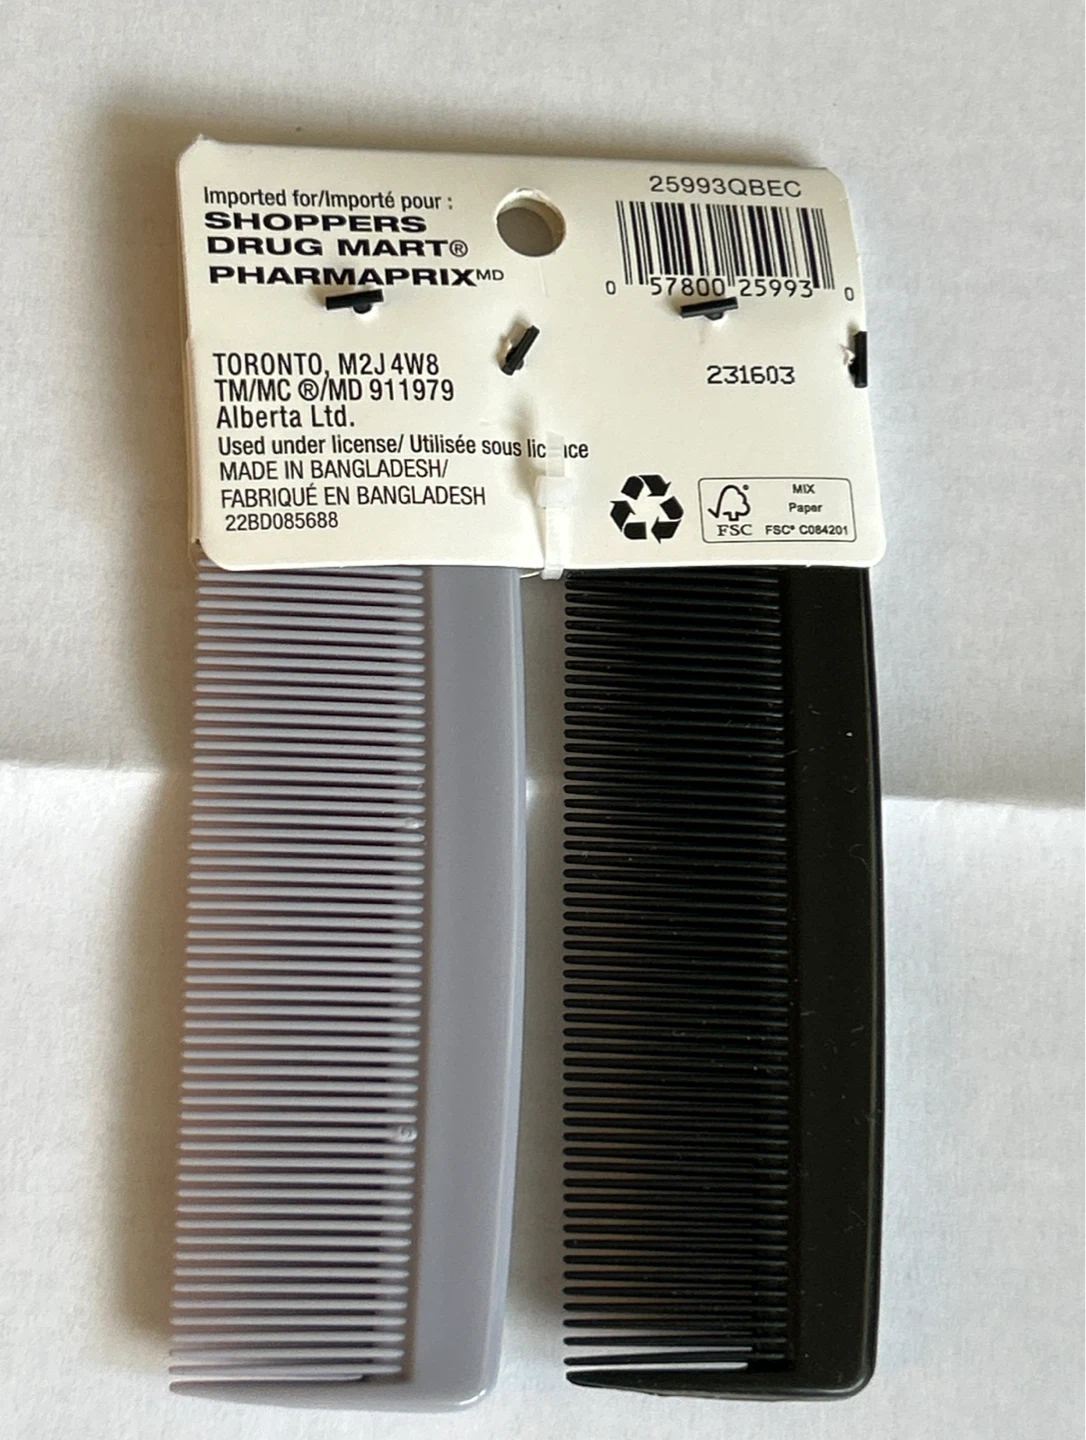 Imported for/Importé pour :
SHOPPERS
DRUG MART®
PHARMAPRIXMD
TORONTO, M2J 4W8
TM/MC ®/MD 911979
Alberta Ltd.
Used under license/ Utilisée sous lic nce
MADE IN BANGLADESH/
FABRIQUÉ EN BANGLADESH
22BD085688
25993QBEC
0 57800 25993 0
231603
FSC
MIX
Paper
FSC® C084201